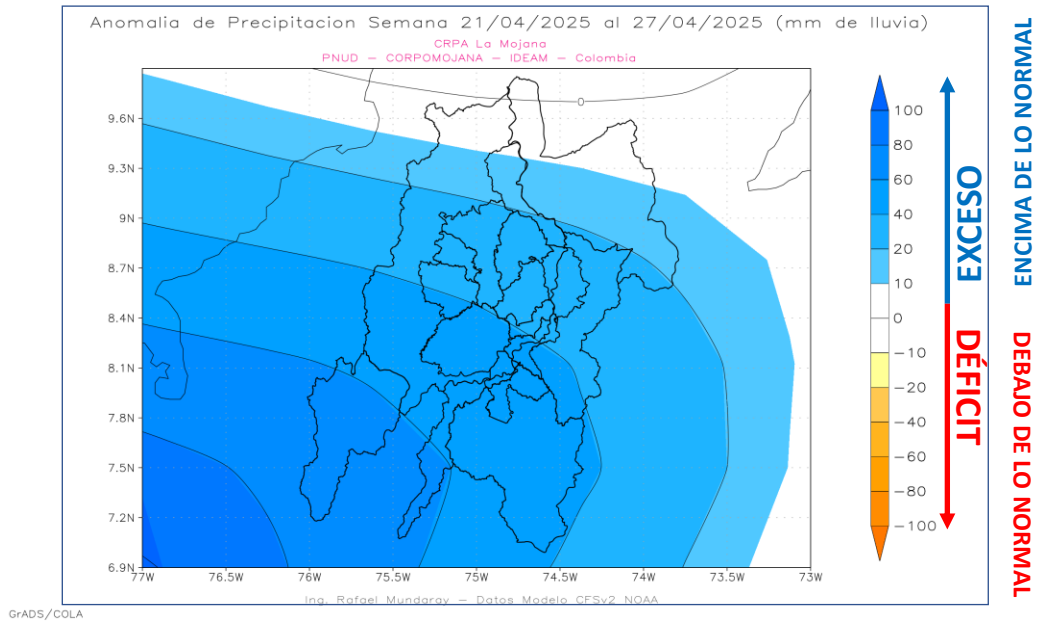 Anomalia de Precipitacion Semana 21/04/2025 al 27/04/2025 (mm de lluvia)
CRPA La Mojana
PNUD – CORPOMOJANA – IDEAM – Colombia
0
9.6N
9.3N
9N
8.7N
8.4N
8.1N
7.8N
7.5N
7.2N
6.9N
77W 76.5W 76W 75.5W 75W 74.5W 74W 73.5W 73W
100
80
60
40
20
10
0
−10
−20
−40
−60
−80
−100
EXCESO
DÉFICIT
ENCIMA DE LO NORMAL
DEBAJO DE LO NORMAL
Ing. Rafael Mundaray – Datos Modelo CFSv2 NOAA
GrADS/COLA